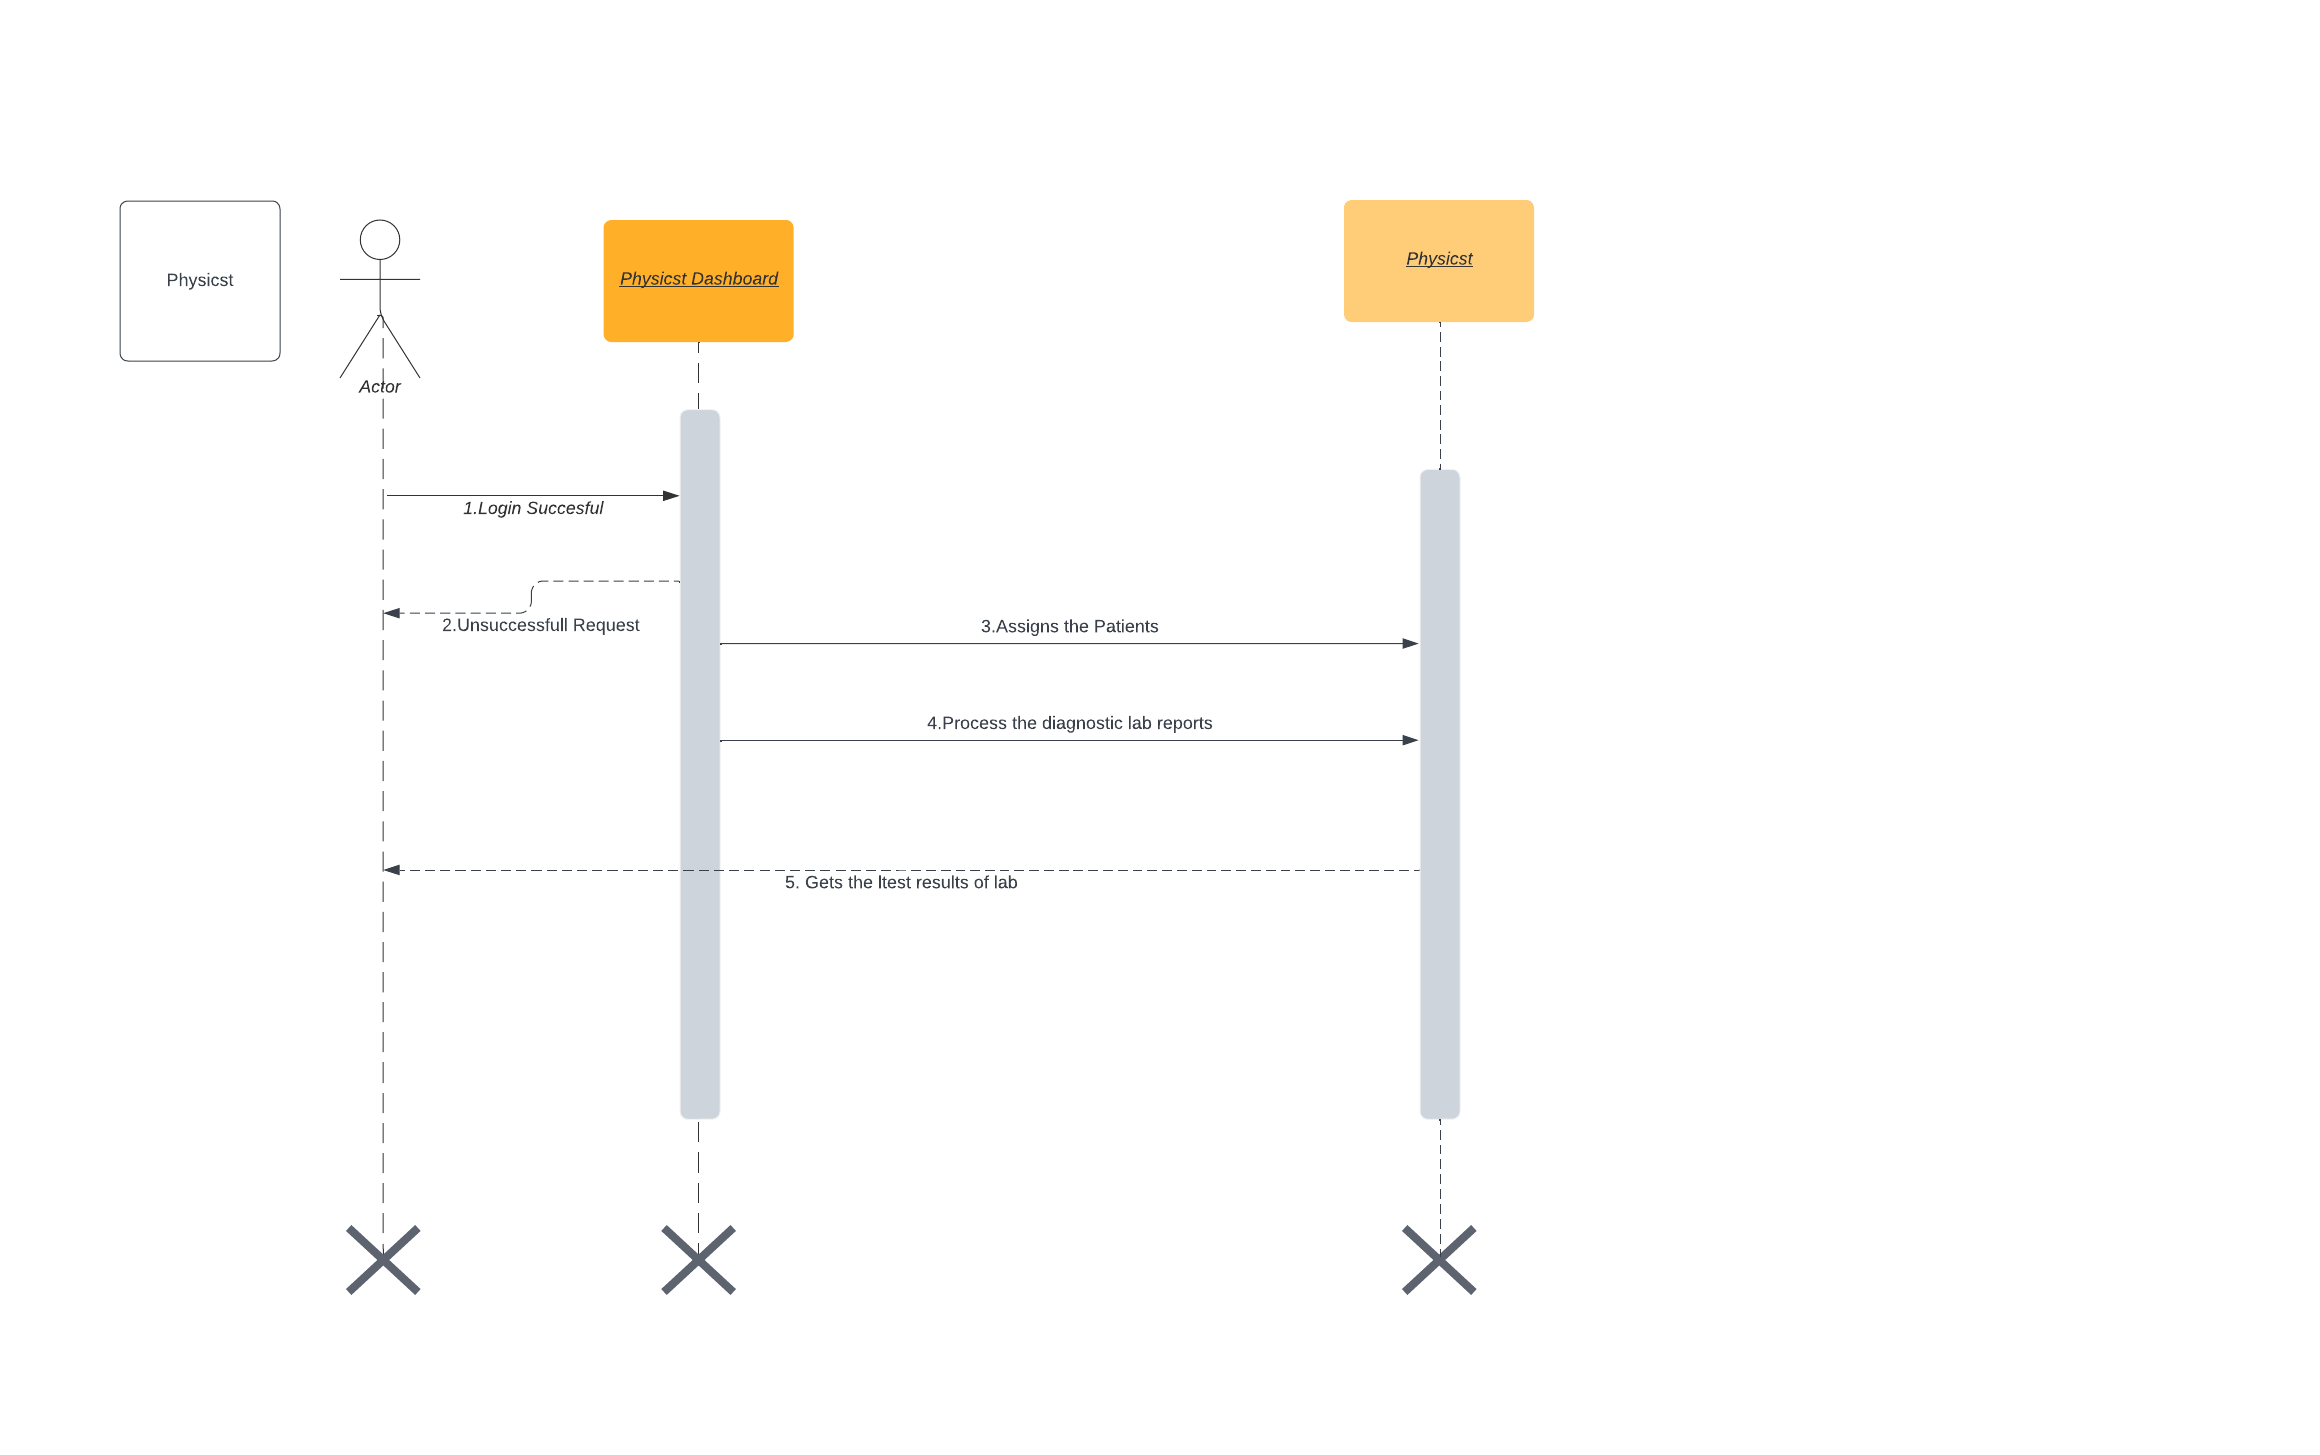 Physicst
Actor
Physicst Dashboard
Physicst
1.Login Succesful
2.Unsuccessfull Request
3.Assigns the Patients
4.Process the diagnostic lab reports
5. Gets the ltest results of lab